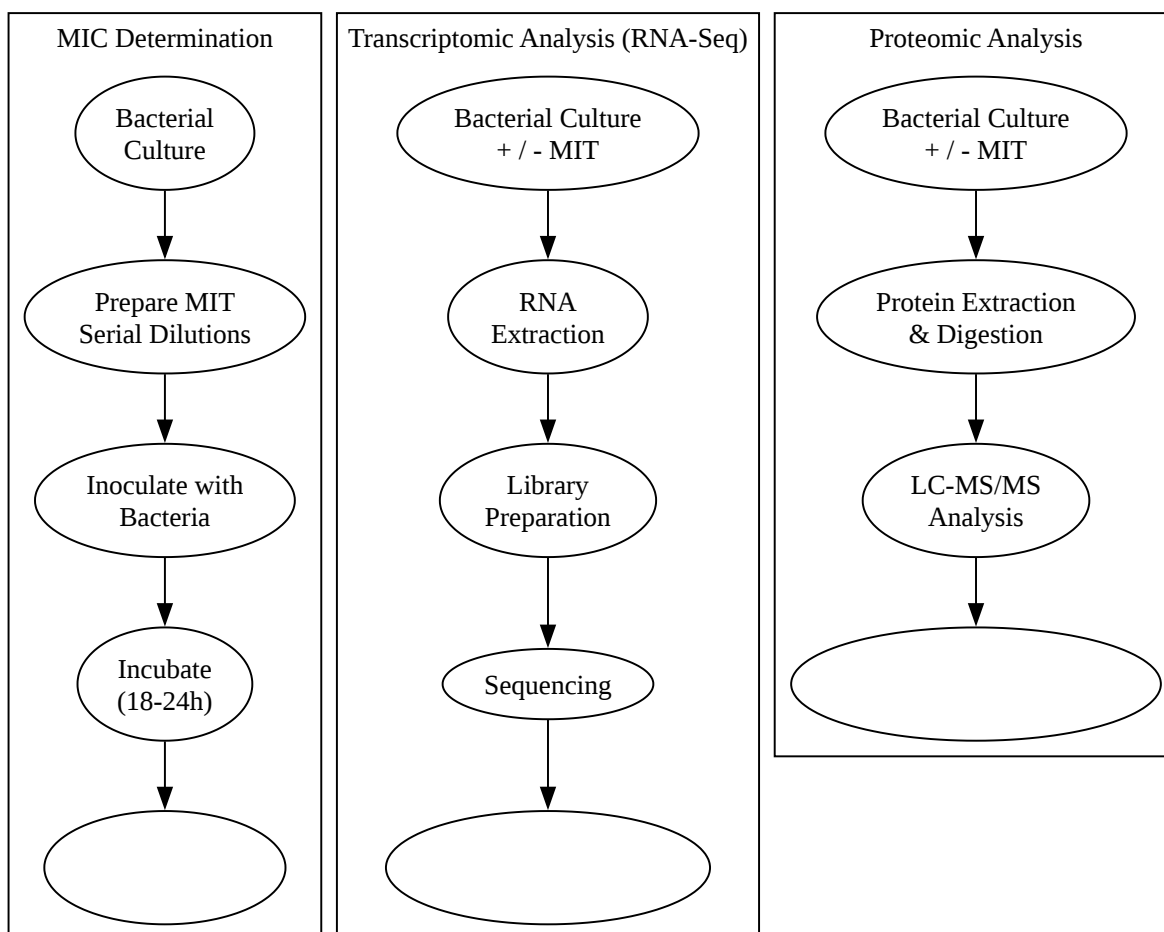 MIC Determination
Bacterial
Culture
Prepare MIT
Serial Dilutions
Inoculate with
Bacteria
Incubate
(18-24h)
Transcriptomic Analysis (RNA-Seq)
Bacterial Culture
+ / - MIT
RNA
Extraction
Library
Preparation
Sequencing
Proteomic Analysis
Bacterial Culture
+ / - MIT
Protein Extraction
& Digestion
LC-MS/MS
Analysis